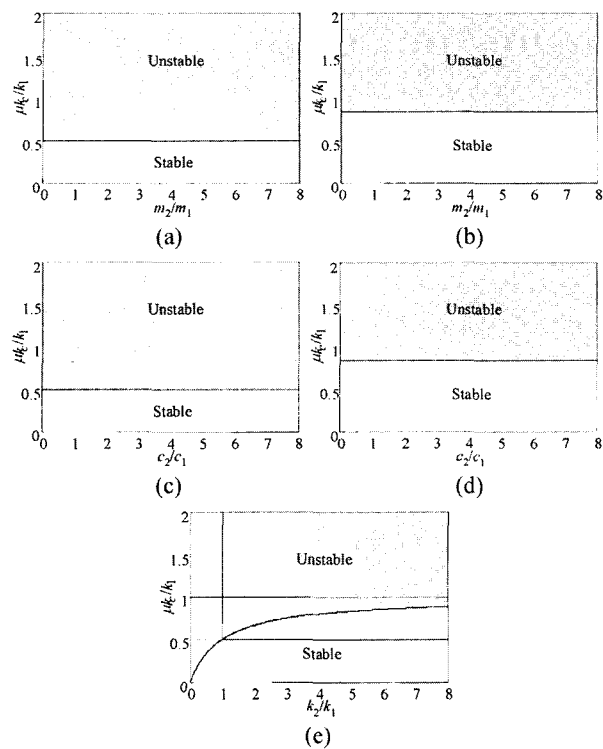 2
1.5
1
0.5
0
μk_c/k_1
Unstable
Stable
0 1 2 3 4 5 6 7 8
m_2/m_1
(a)
2
1.5
1
0.5
0
μk_c/k_1
Unstable
Stable
1 2 3 4 5 6 7 8
m_2/m_1
(b)
2
1.5
1
0.5
0
μk_c/k_1
Unstable
Stable
0 1 2 3 4 5 6 7 8
c_2/c_1
(c)
2
1.5
1
0.5
0
μk_c/k_1
Unstable
Stable
1 2 3 4 5 6 7 8
c_2/c_1
(d)
2
1.5
1
0.5
0
μk_c/k_1
Unstable
Stable
0 1 2 3 4 5 6 7 8
k_2/k_1
(e)